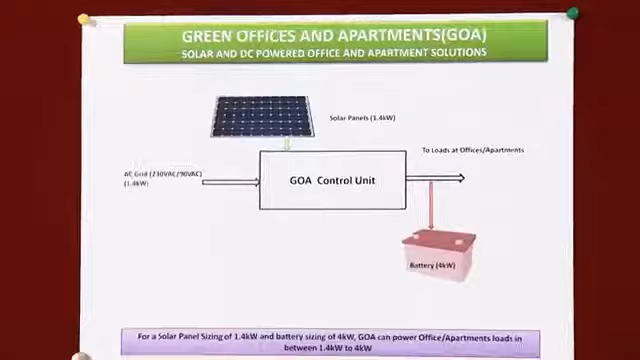 GREEN OFFICES AND APARTMENTS(GOA)
SOLAR AND DC POWERED OFFICE AND APARTMENT SOLUTIONS
Solar Panels (1.4kW)
To Loads at Offices/Apartments
AC Grid (230VAC/90VAC)
(1.4kW)
GOA Control Unit
Battery (4kW)
For a Solar Panel Sizing of 1.4kW and battery sizing of 4kW, GOA can power Office/Apartments loads in
between 1.4kW to 4kW